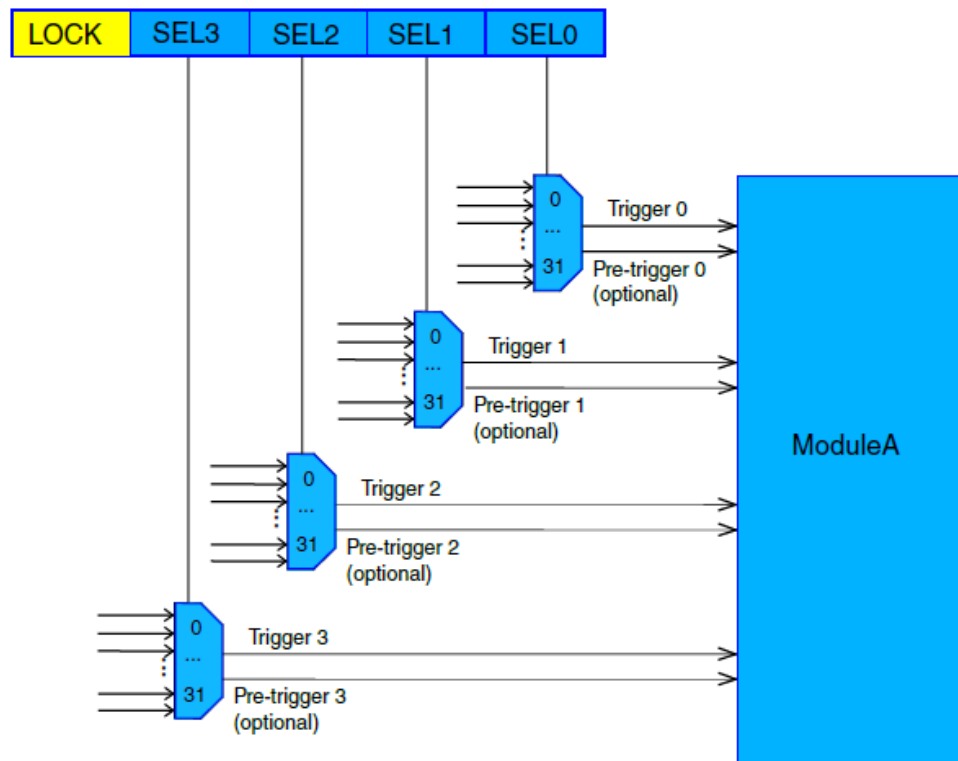 LOCK SEL3 SEL2 SEL1 SEL0
0
...
31
Trigger 0
Pre-trigger 0
(optional)
0
...
31
Trigger 1
Pre-trigger 1
(optional)
ModuleA
0
...
31
Trigger 2
Pre-trigger 2
(optional)
0
...
31
Trigger 3
Pre-trigger 3
(optional)